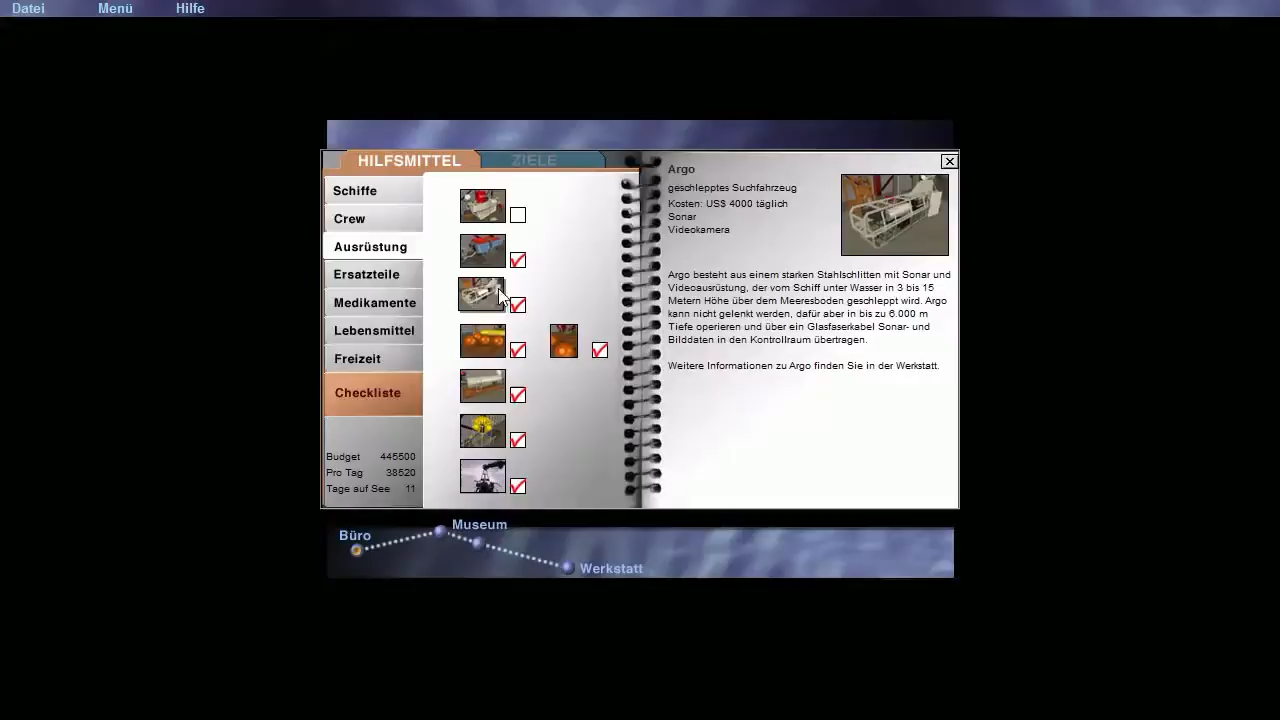 Datei Menü Hilfe
HILFSMITTEL ZIELE
Schiffe
Crew
Ausrüstung
Ersatzteile
Medikamente
Lebensmittel
Freizeit
Checkliste
Budget 445500
Pro Tag 38520
Tage auf See 11
Argo
geschlepptes Suchfahrzeug
Kosten: US$ 4000 täglich
Sonar
Videokamera
Argo besteht aus einem starken Stahlschlitten mit Sonar und
Videoausrüstung, der vom Schiff unter Wasser in 3 bis 15
Metern Höhe über dem Meeresboden geschleppt wird. Argo
kann nicht gelenkt werden, dafür aber in bis zu 6.000 m
Tiefe operieren und über ein Glasfaserkabel Sonar- und
Bilddaten in den Kontrollraum übertragen.
Weitere Informationen zu Argo finden Sie in der Werkstatt.
Büro
Museum
Werkstatt